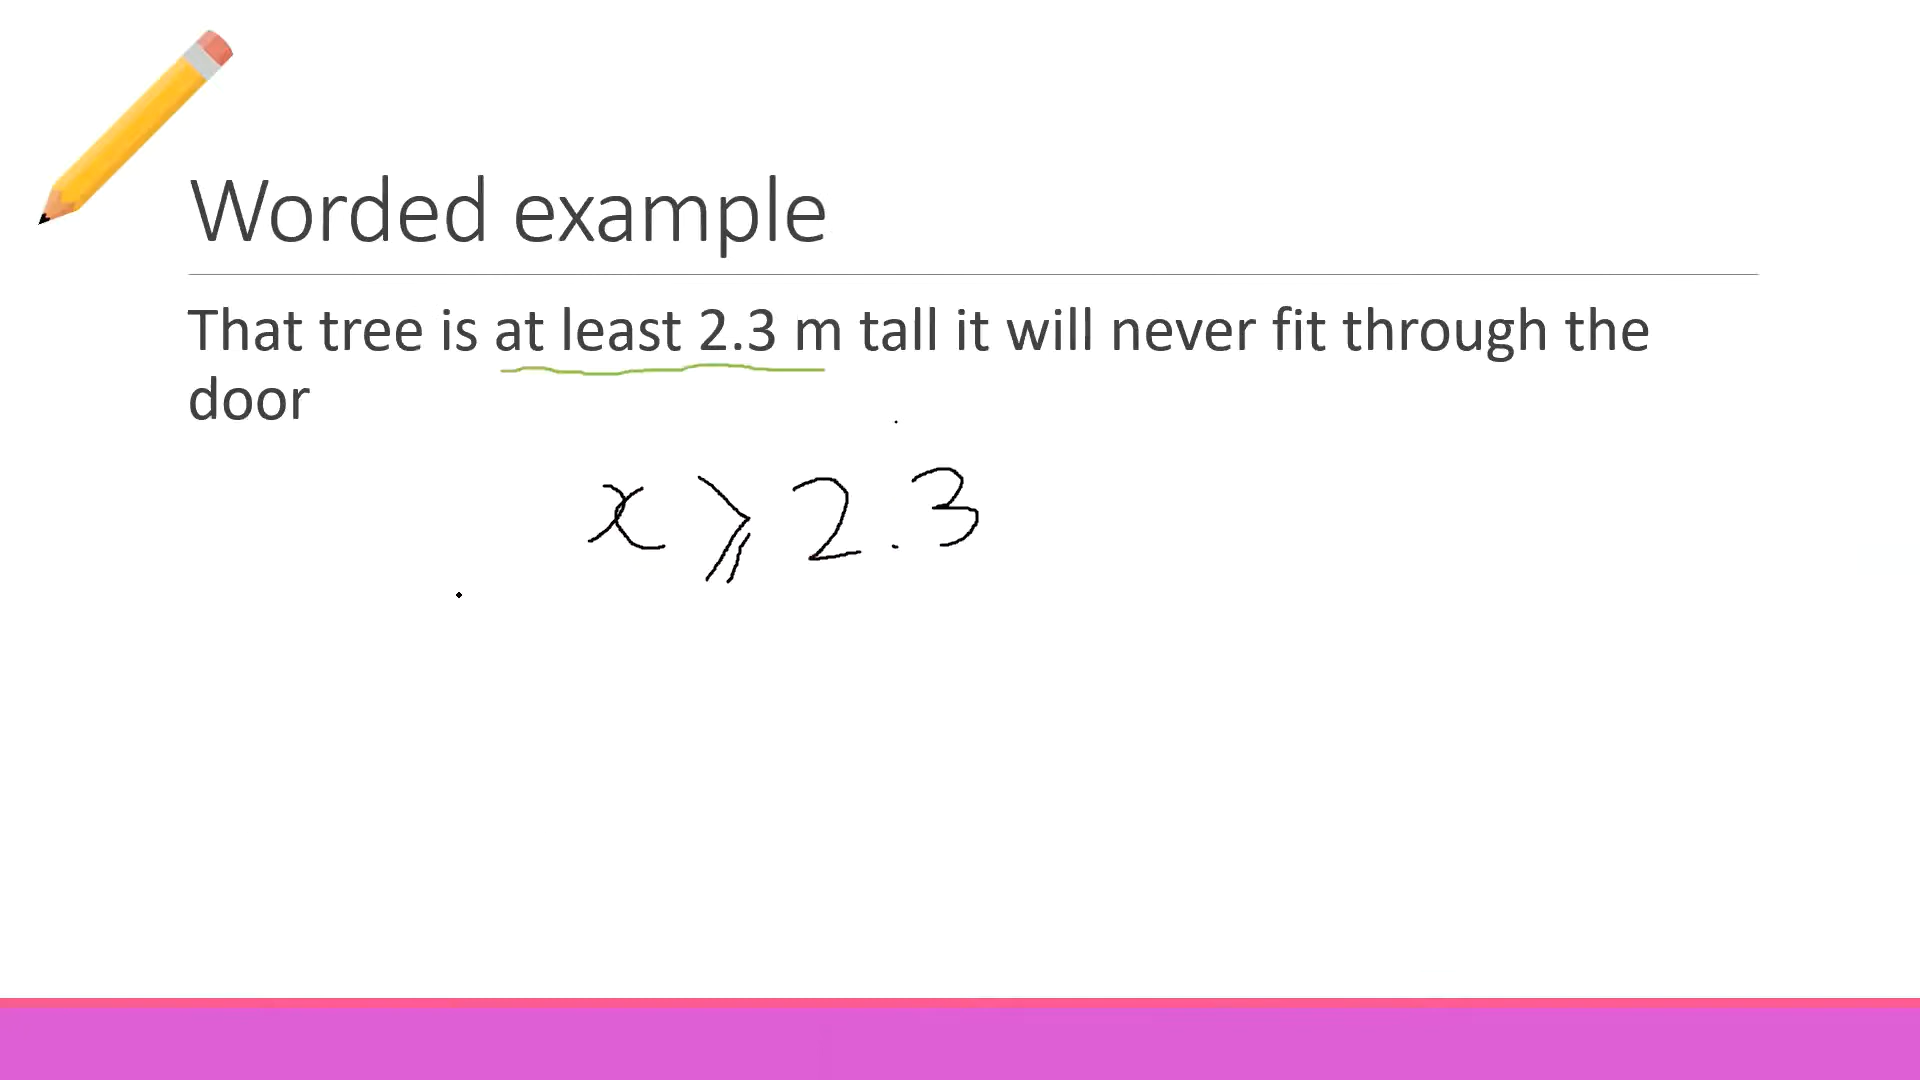 Worded example
That tree is at least 2.3 m tall it will never fit through the
door
x ⩾ 2.3